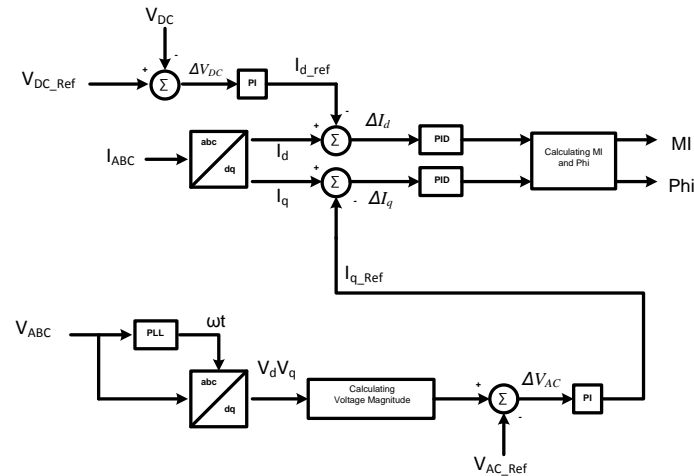 V_DC
-
V_DC_Ref
+
Σ
ΔV_DC
PI
I_d_ref
-
I_ABC
abc
dq
I_d
+
Σ
ΔI_d
PID
Calculating MI
and Phi
MI
I_q
+
Σ
-
ΔI_q
PID
Phi
I_q_Ref
V_ABC
PLL
ωt
abc
dq
V_dV_q
Calculating
Voltage Magnitude
+
Σ
-
ΔV_AC
PI
V_AC_Ref